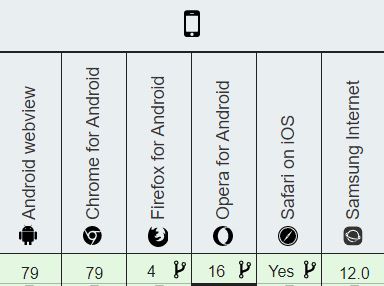 Android webview
Chrome for Android
Firefox for Android
Opera for Android
Safari on iOS
Samsung Internet
79 79 4 16 Yes 12.0